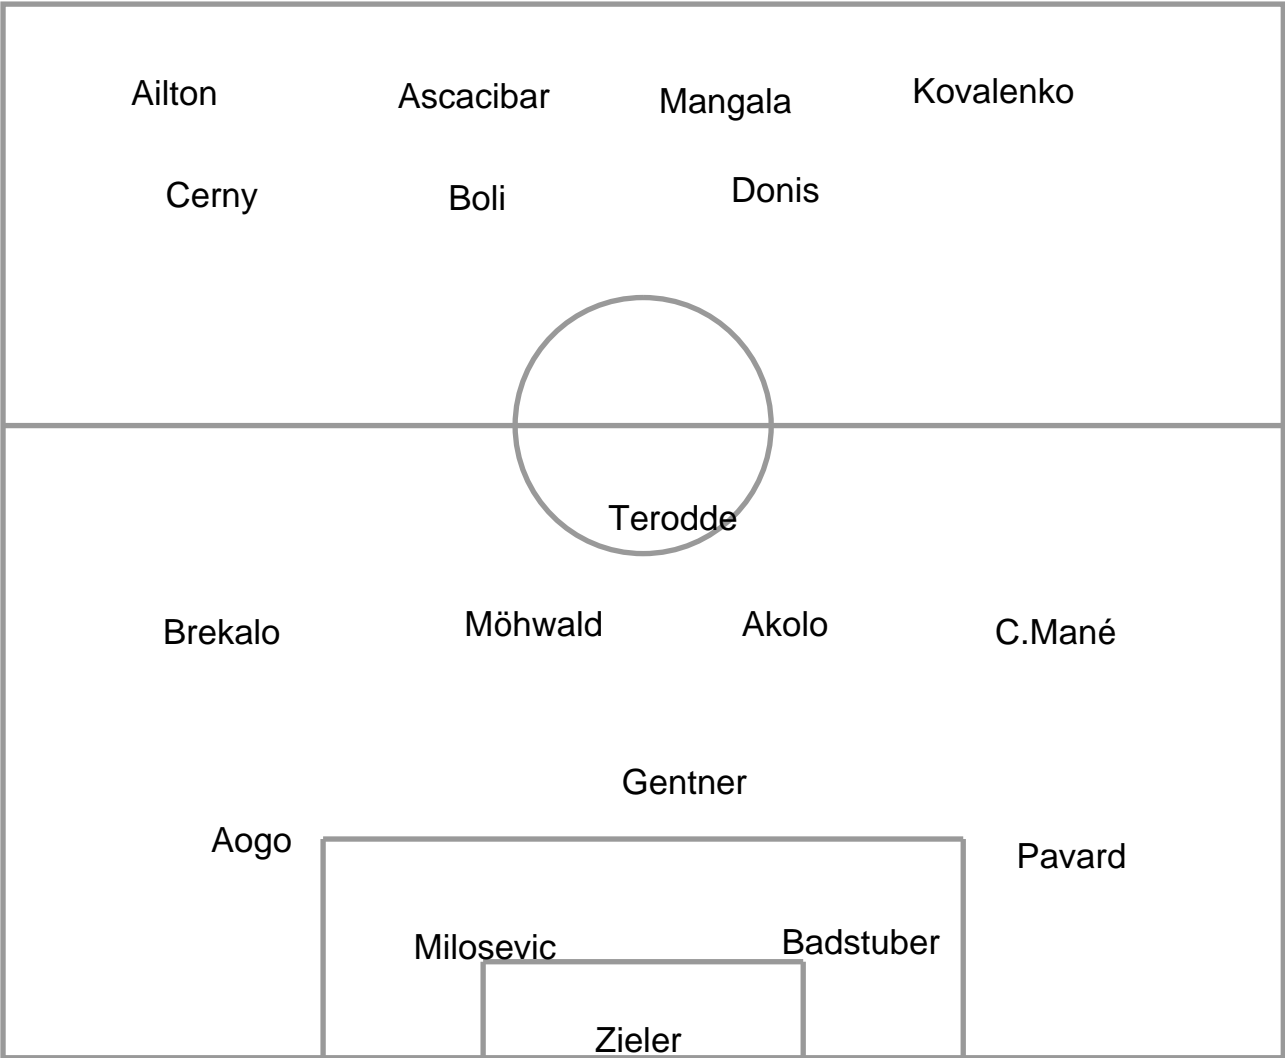 Ailton Ascacibar Mangala Kovalenko
Cerny Boli Donis
Terodde
Brekalo Möhwald Akolo C.Mané
Gentner
Aogo Pavard
Milosevic Badstuber
Zieler